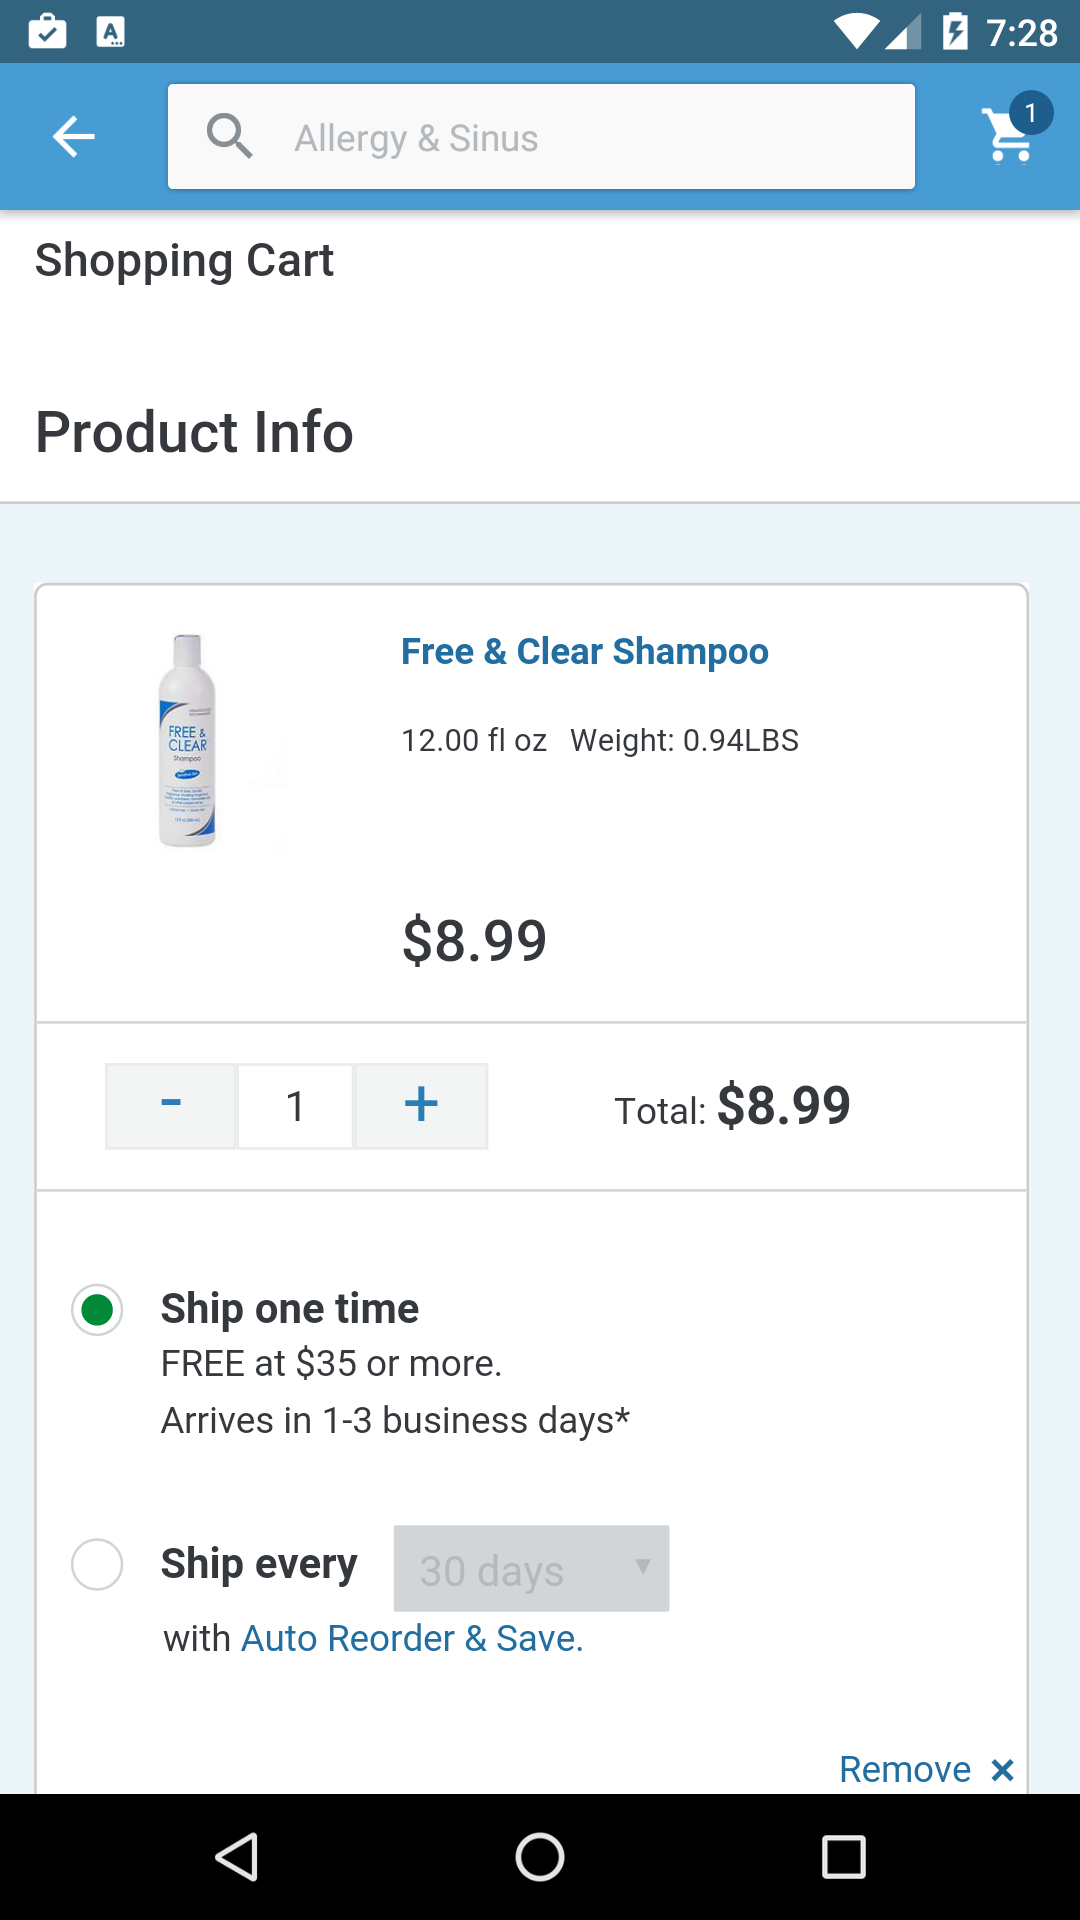 7:28
Allergy & Sinus
1
Shopping Cart
Product Info
Free & Clear Shampoo
12.00 fl oz Weight: 0.94LBS
FREE &
CLEAR
Shampoo
$8.99
- 1 +
Total: $8.99
Ship one time
FREE at $35 or more.
Arrives in 1-3 business days*
Ship every 30 days
with Auto Reorder & Save.
Remove ×